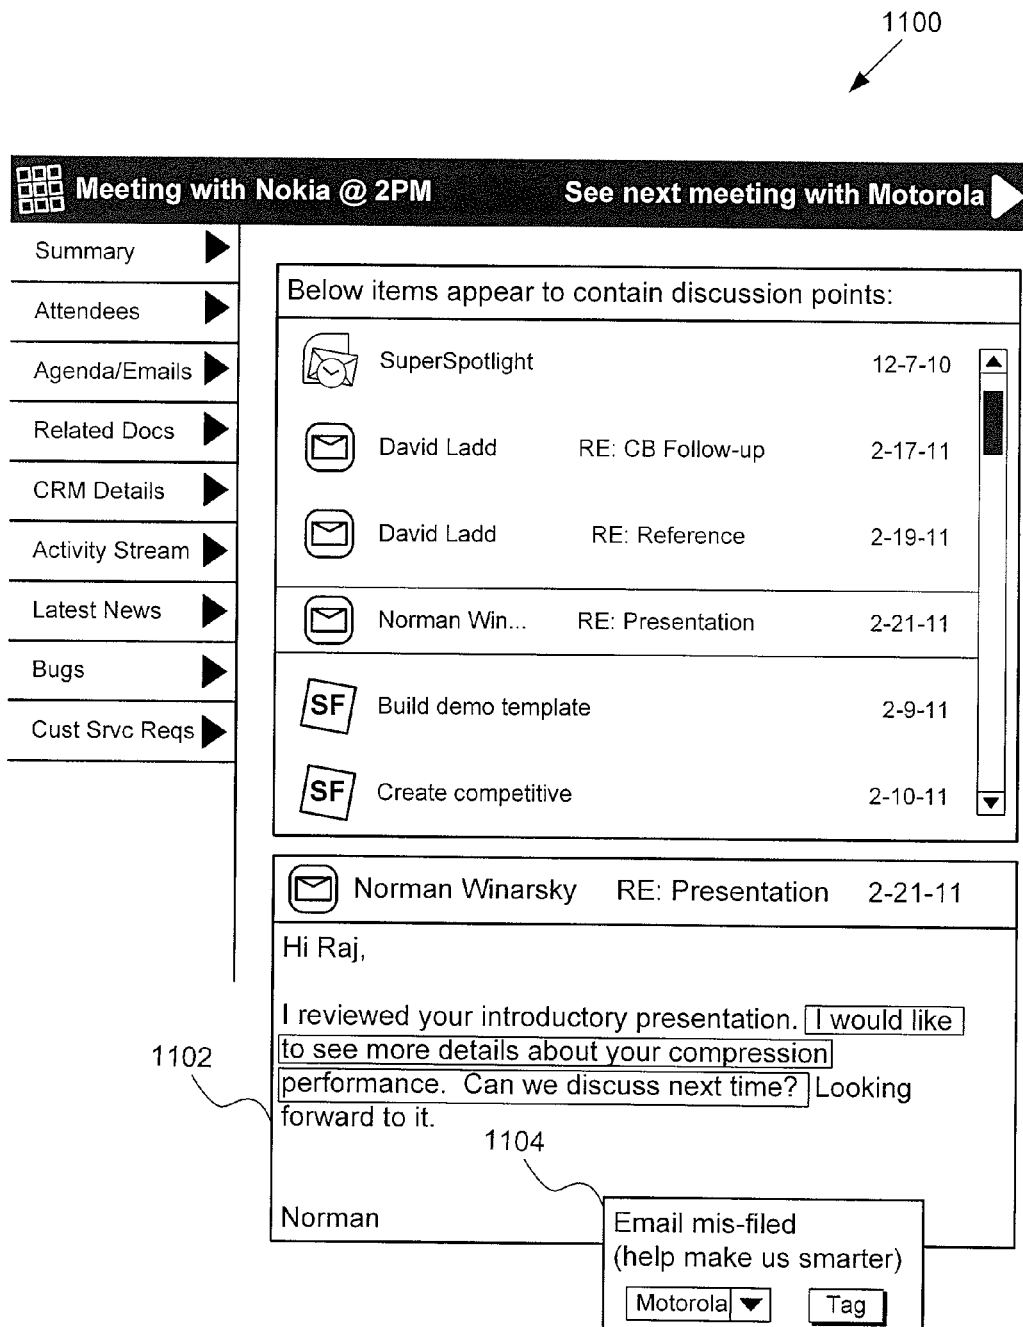 1100
Meeting with Nokia @ 2PM
See next meeting with Motorola
Summary
Attendees
Agenda/Emails
Related Docs
CRM Details
Activity Stream
Latest News
Bugs
Cust Srvc Reqs
Below items appear to contain discussion points:
SuperSpotlight 12-7-10
David Ladd RE: CB Follow-up 2-17-11
David Ladd RE: Reference 2-19-11
Norman Win... RE: Presentation 2-21-11
SF Build demo template 2-9-11
SF Create competitive 2-10-11
Norman Winarsky RE: Presentation 2-21-11
Hi Raj,
I reviewed your introductory presentation. I would like
to see more details about your compression
performance. Can we discuss next time? Looking
forward to it.
Norman
1102
1104
Email mis-filed
(help make us smarter)
Motorola Tag